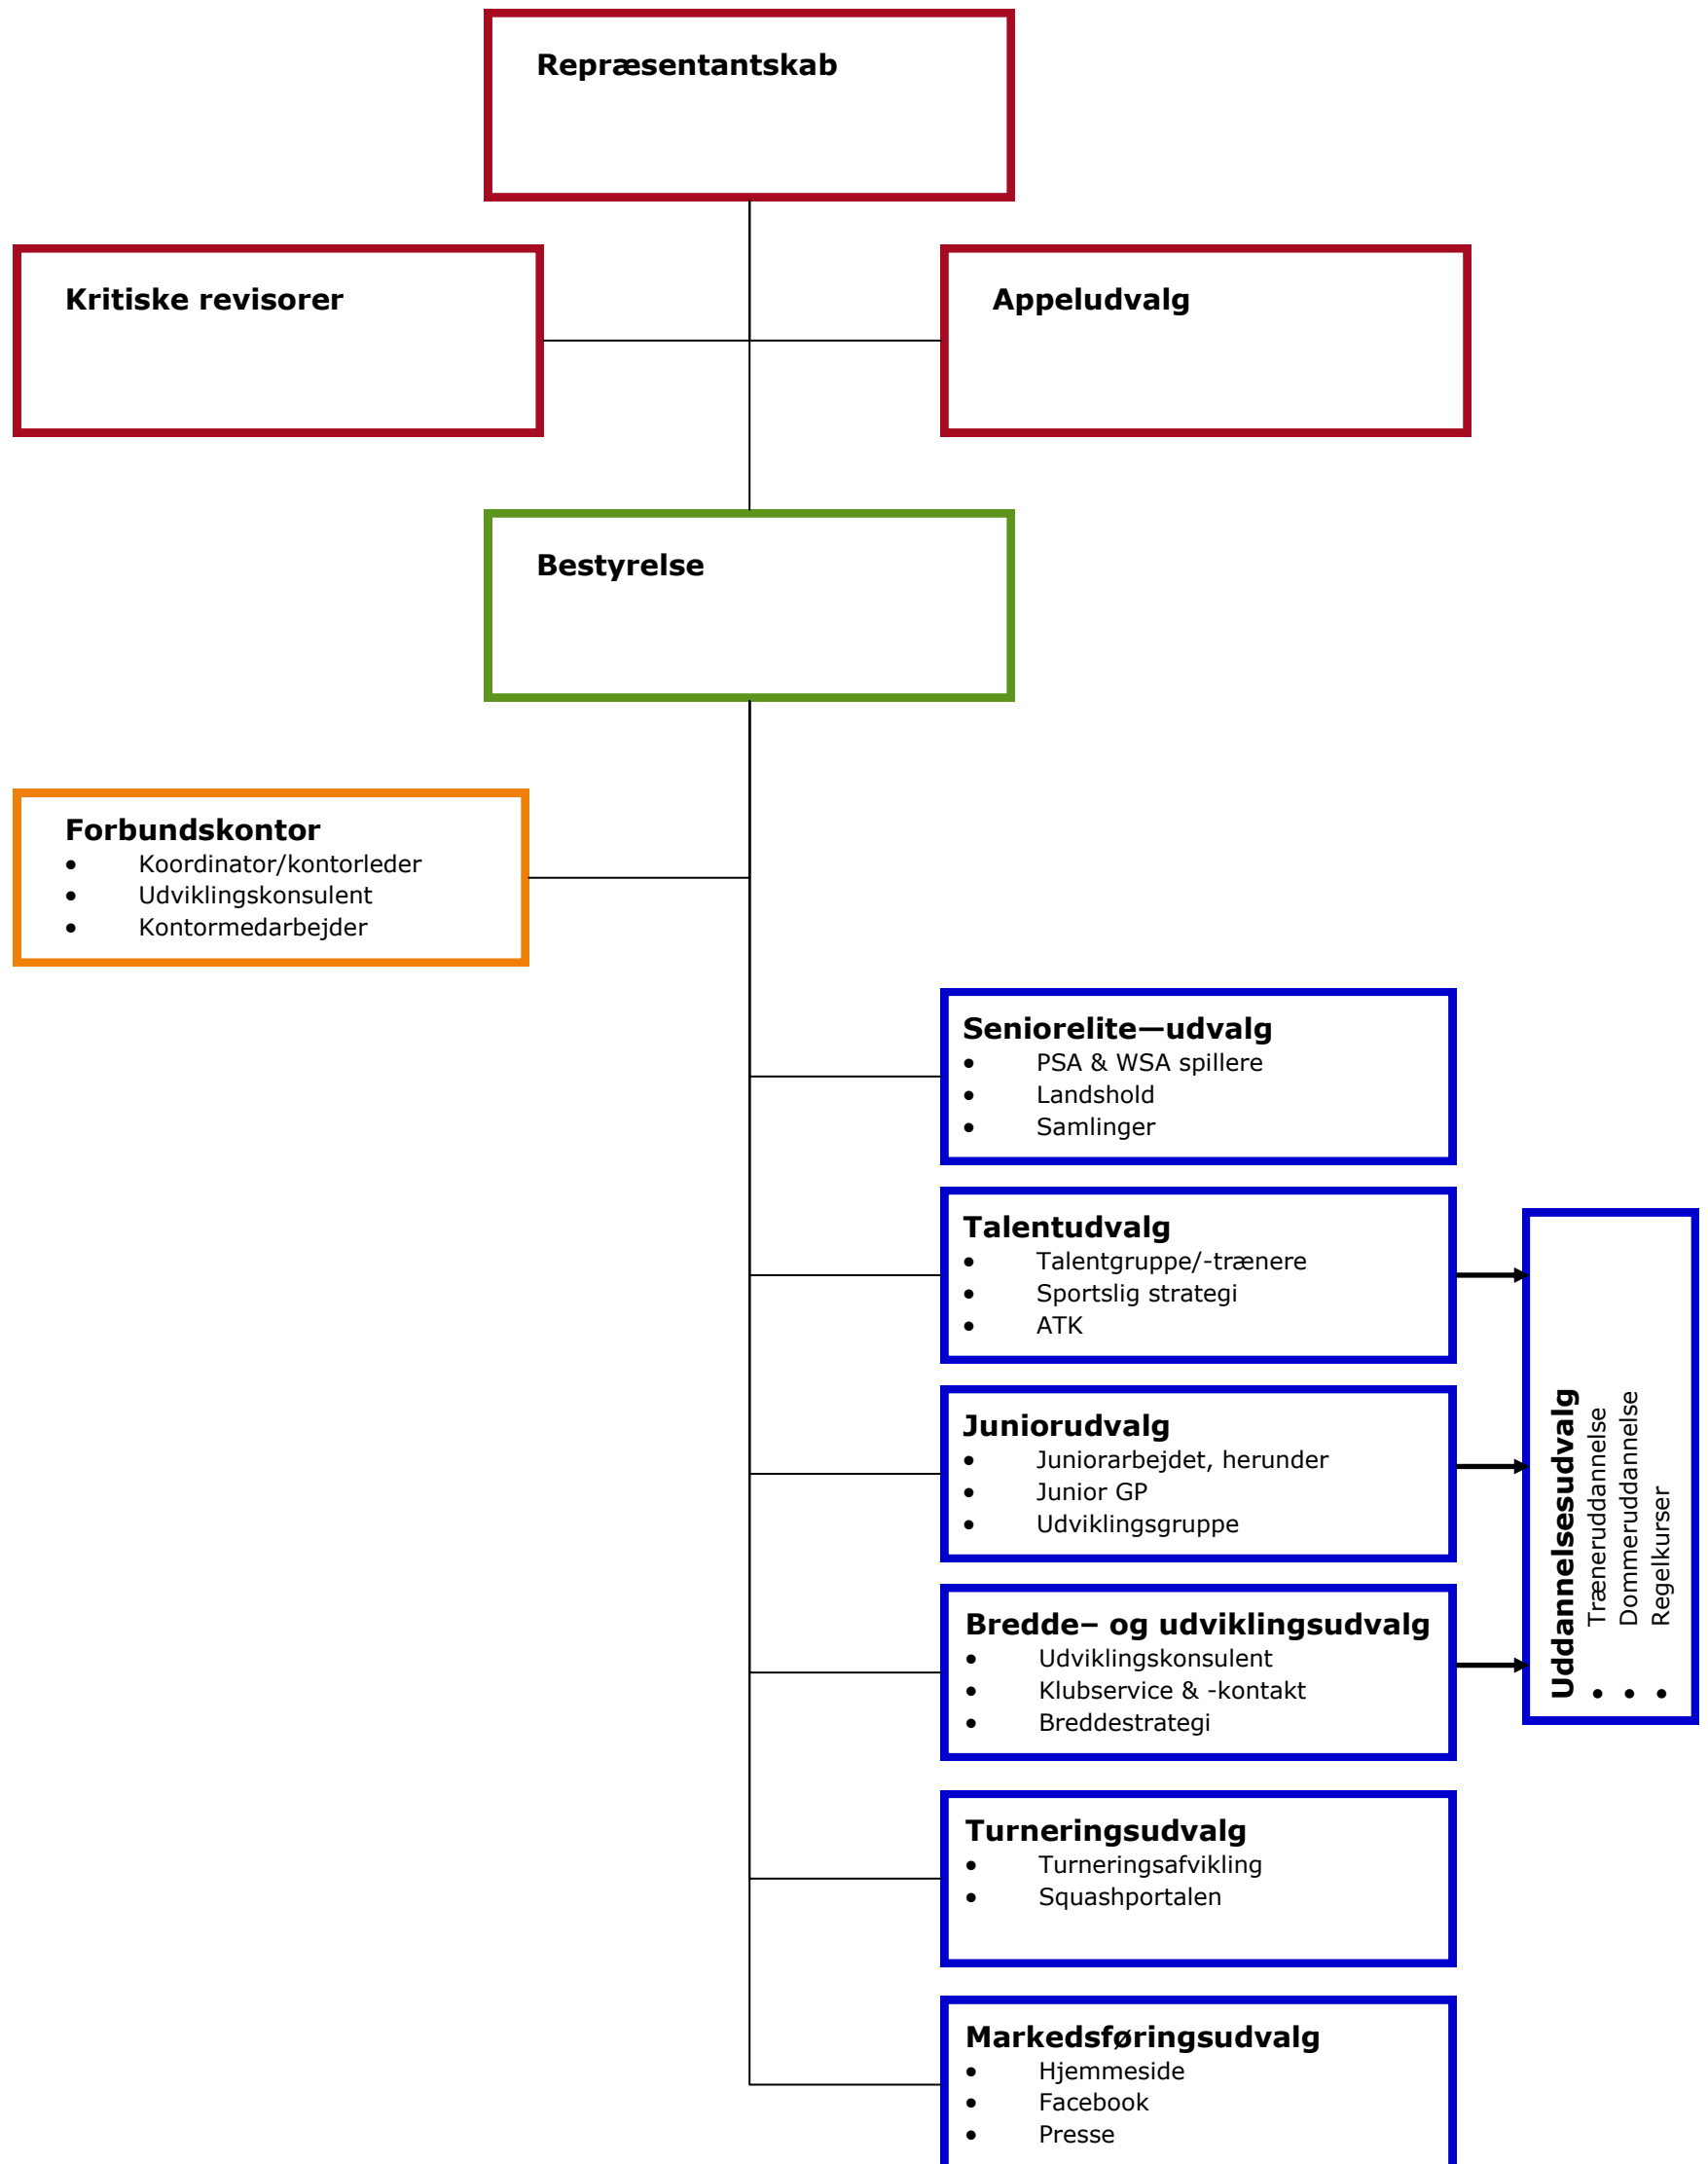 Repræsentantskab
Kritiske revisorer
Appeludvalg
Bestyrelse
Forbundskontor
• Koordinator/kontorleder
• Udviklingskonsulent
• Kontormedarbejder
Seniorelite—udvalg
• PSA & WSA spillere
• Landshold
• Samlinger
Talentudvalg
• Talentgruppe/-trænere
• Sportslig strategi
• ATK
Juniorudvalg
• Juniorarbejdet, herunder
• Junior GP
• Udviklingsgruppe
Bredde– og udviklingsudvalg
• Udviklingskonsulent
• Klubservice & -kontakt
• Breddestrategi
Uddannelsesudvalg
• Træneruddannelse
• Dommeruddannelse
• Regelkurser
Turneringsudvalg
• Turneringsafvikling
• Squashportalen
Markedsføringsudvalg
• Hjemmeside
• Facebook
• Presse